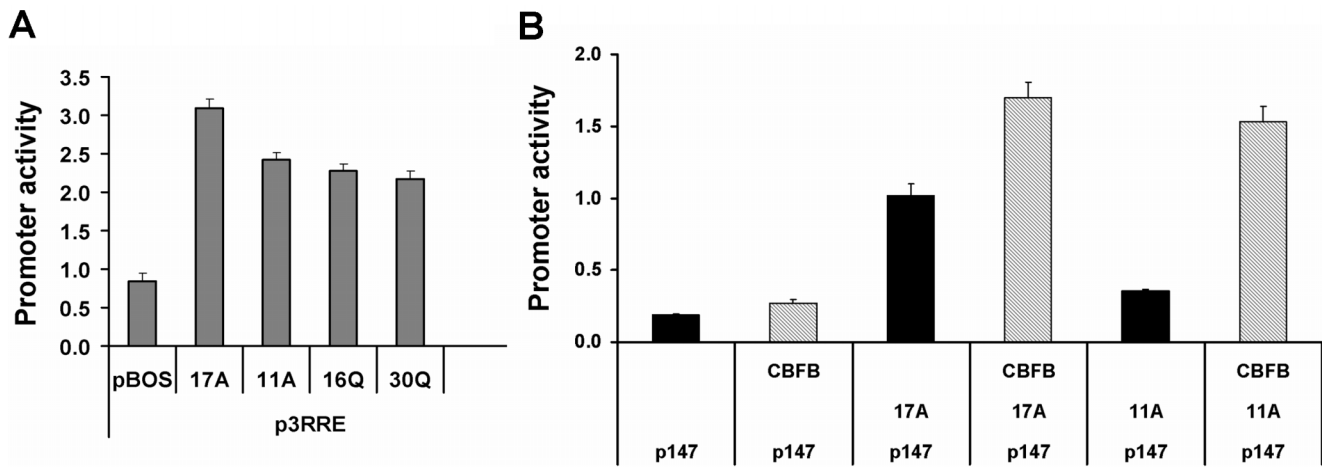 A
Promoter activity
3.5
3.0
2.5
2.0
1.5
1.0
0.5
0.0
pBOS 17A 11A 16Q 30Q
p3RRE
B
Promoter activity
2.0
1.5
1.0
0.5
0.0
CBFB CBFB CBFB
17A 17A 11A 11A
p147 p147 p147 p147 p147 p147